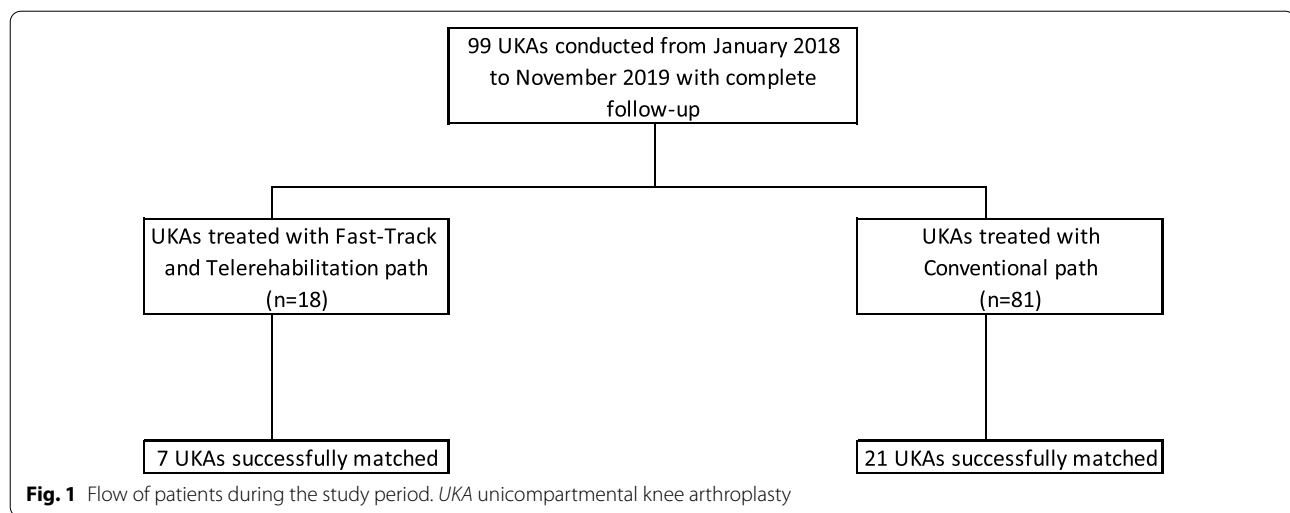 99 UKAs conducted from January 2018
to November 2019 with complete
follow-up
UKAs treated with Fast-Track
and Telerehabilitation path
(n=18)
UKAs treated with
Conventional path
(n=81)
7 UKAs successfully matched
21 UKAs successfully matched
Fig. 1 Flow of patients during the study period. UKA unicompartmental knee arthroplasty